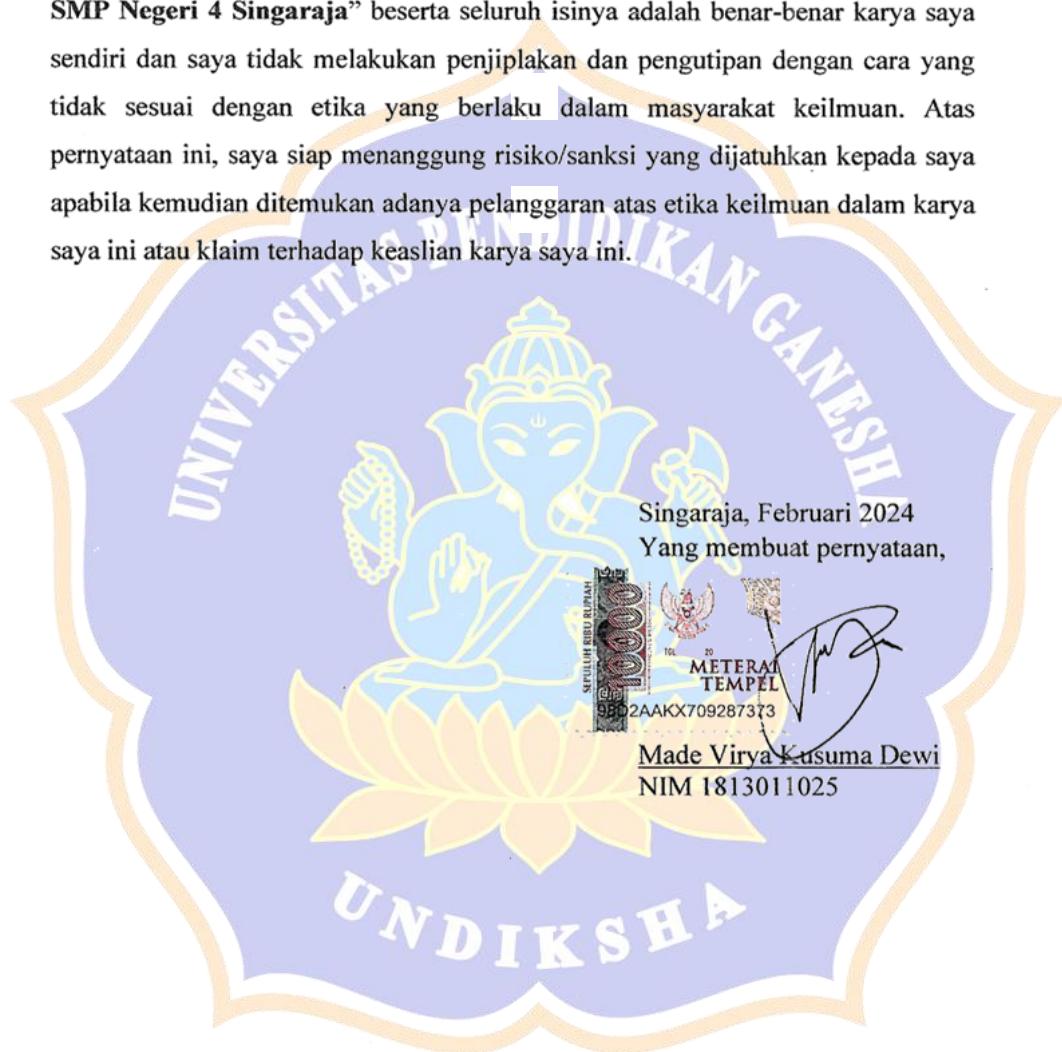 SMP Negeri 4 Singaraja” beserta seluruh isinya adalah benar-benar karya saya
sendiri dan saya tidak melakukan penjiplakan dan pengutipan dengan cara yang
tidak sesuai dengan etika yang berlaku dalam masyarakat keilmuan. Atas
pernyataan ini, saya siap menanggung risiko/sanksi yang dijatuhkan kepada saya
apabila kemudian ditemukan adanya pelanggaran atas etika keilmuan dalam karya
saya ini atau klaim terhadap keaslian karya saya ini.
UNIVERSITAS PENDIDIKAN GANESHA
Singaraja, Februari 2024
Yang membuat pernyataan,
SEPULUH RIBU RUPIAH
10000
TGL 20
METERAI
TEMPEL
98D2AAKX709287373
Made Virya Kusuma Dewi
NIM 1813011025
UNDIKSHA